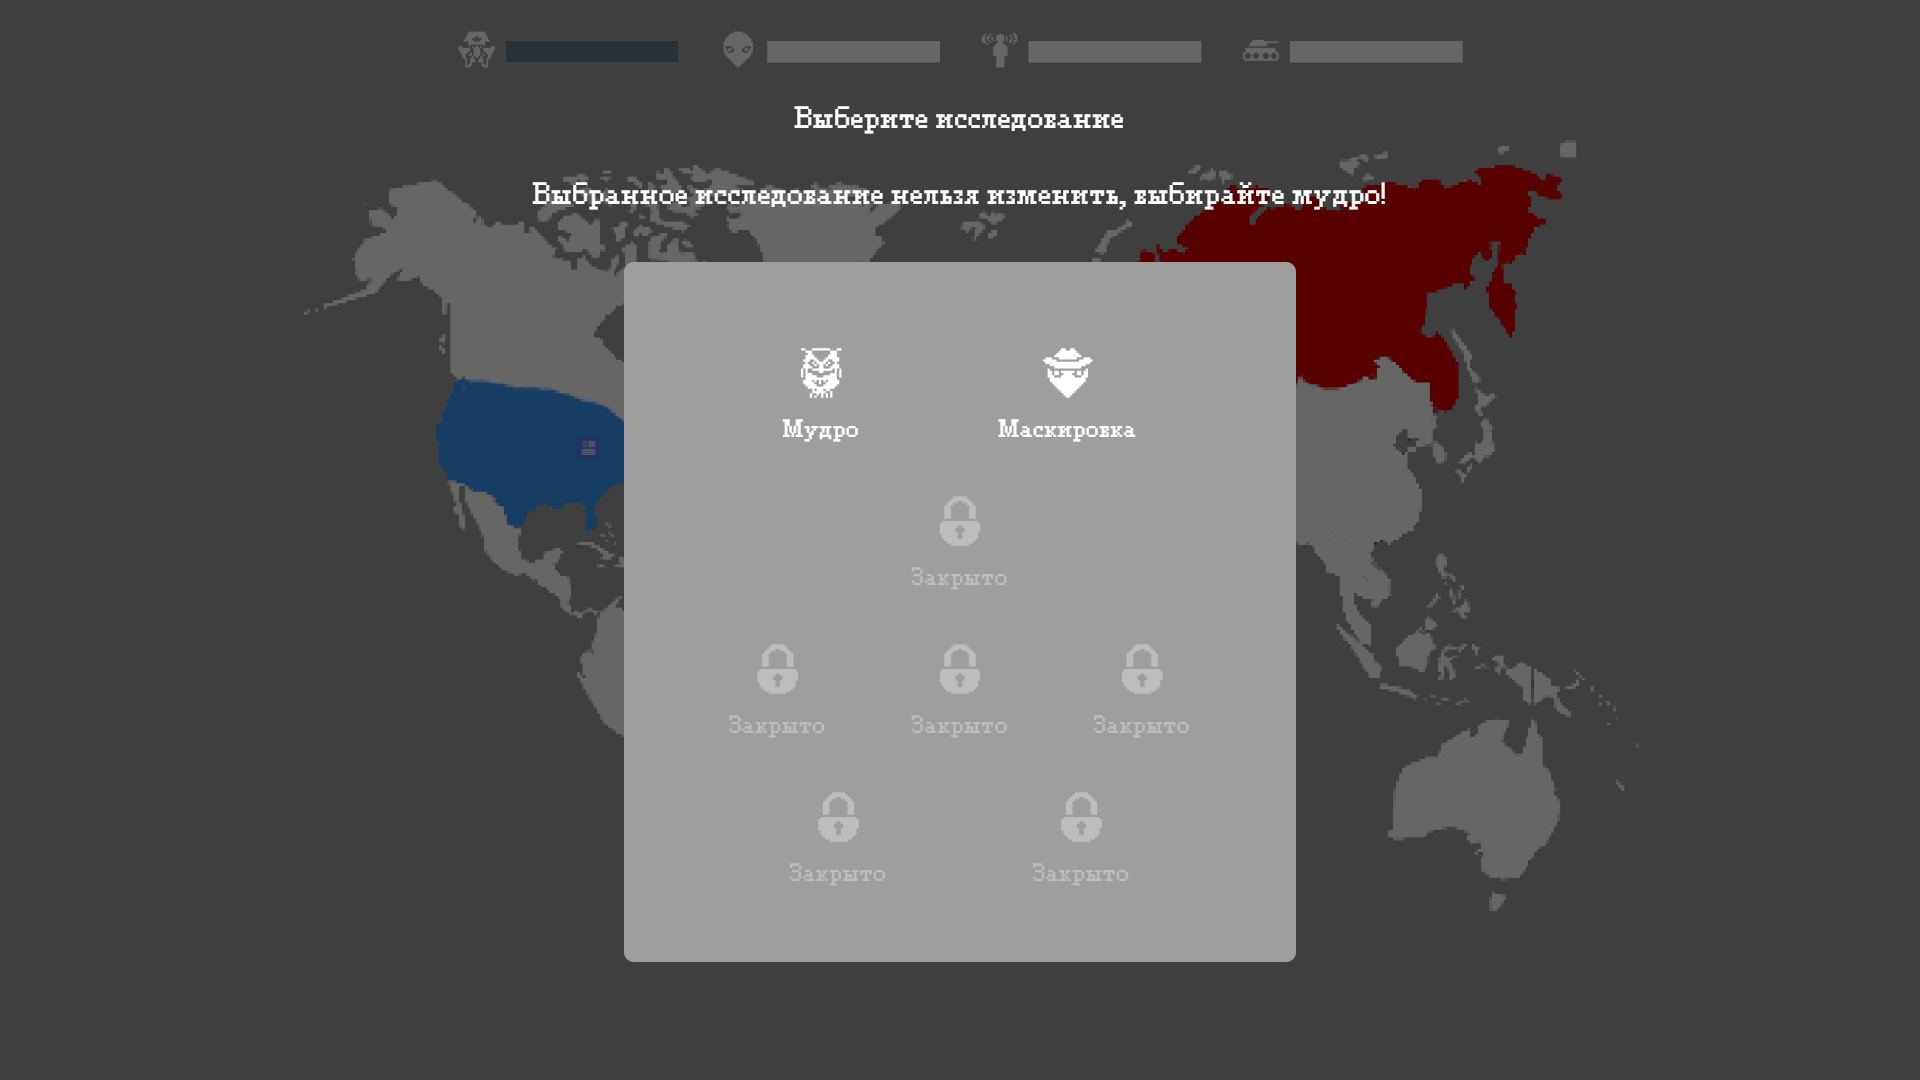 Выберите исследование
Выбранное исследование нельзя изменить, выбирайте мудро!
Мудро
Маскировка
Закрыто
Закрыто
Закрыто
Закрыто
Закрыто
Закрыто